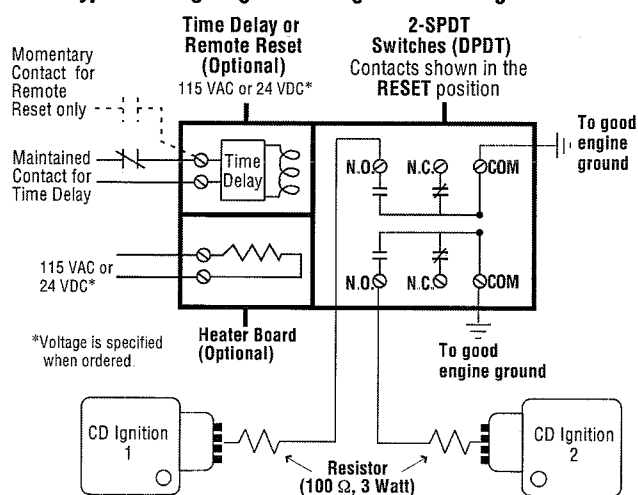 Time Delay or
Remote Reset
(Optional)
115 VAC or 24 VDC*
2-SPDT
Switches (DPDT)
Contacts shown in the
RESET position
Momentary
Contact for
Remote
Reset only
Maintained
Contact for
Time Delay
Time
Delay
N.O.
N.C.
COM
To good
engine
ground
115 VAC or
24 VDC*
N.O.
N.C.
COM
*Voltage is specified
when ordered.
Heater Board
(Optional)
To good
engine ground
CD Ignition
1
Resistor
(100 Ω, 3 Watt)
CD Ignition
2